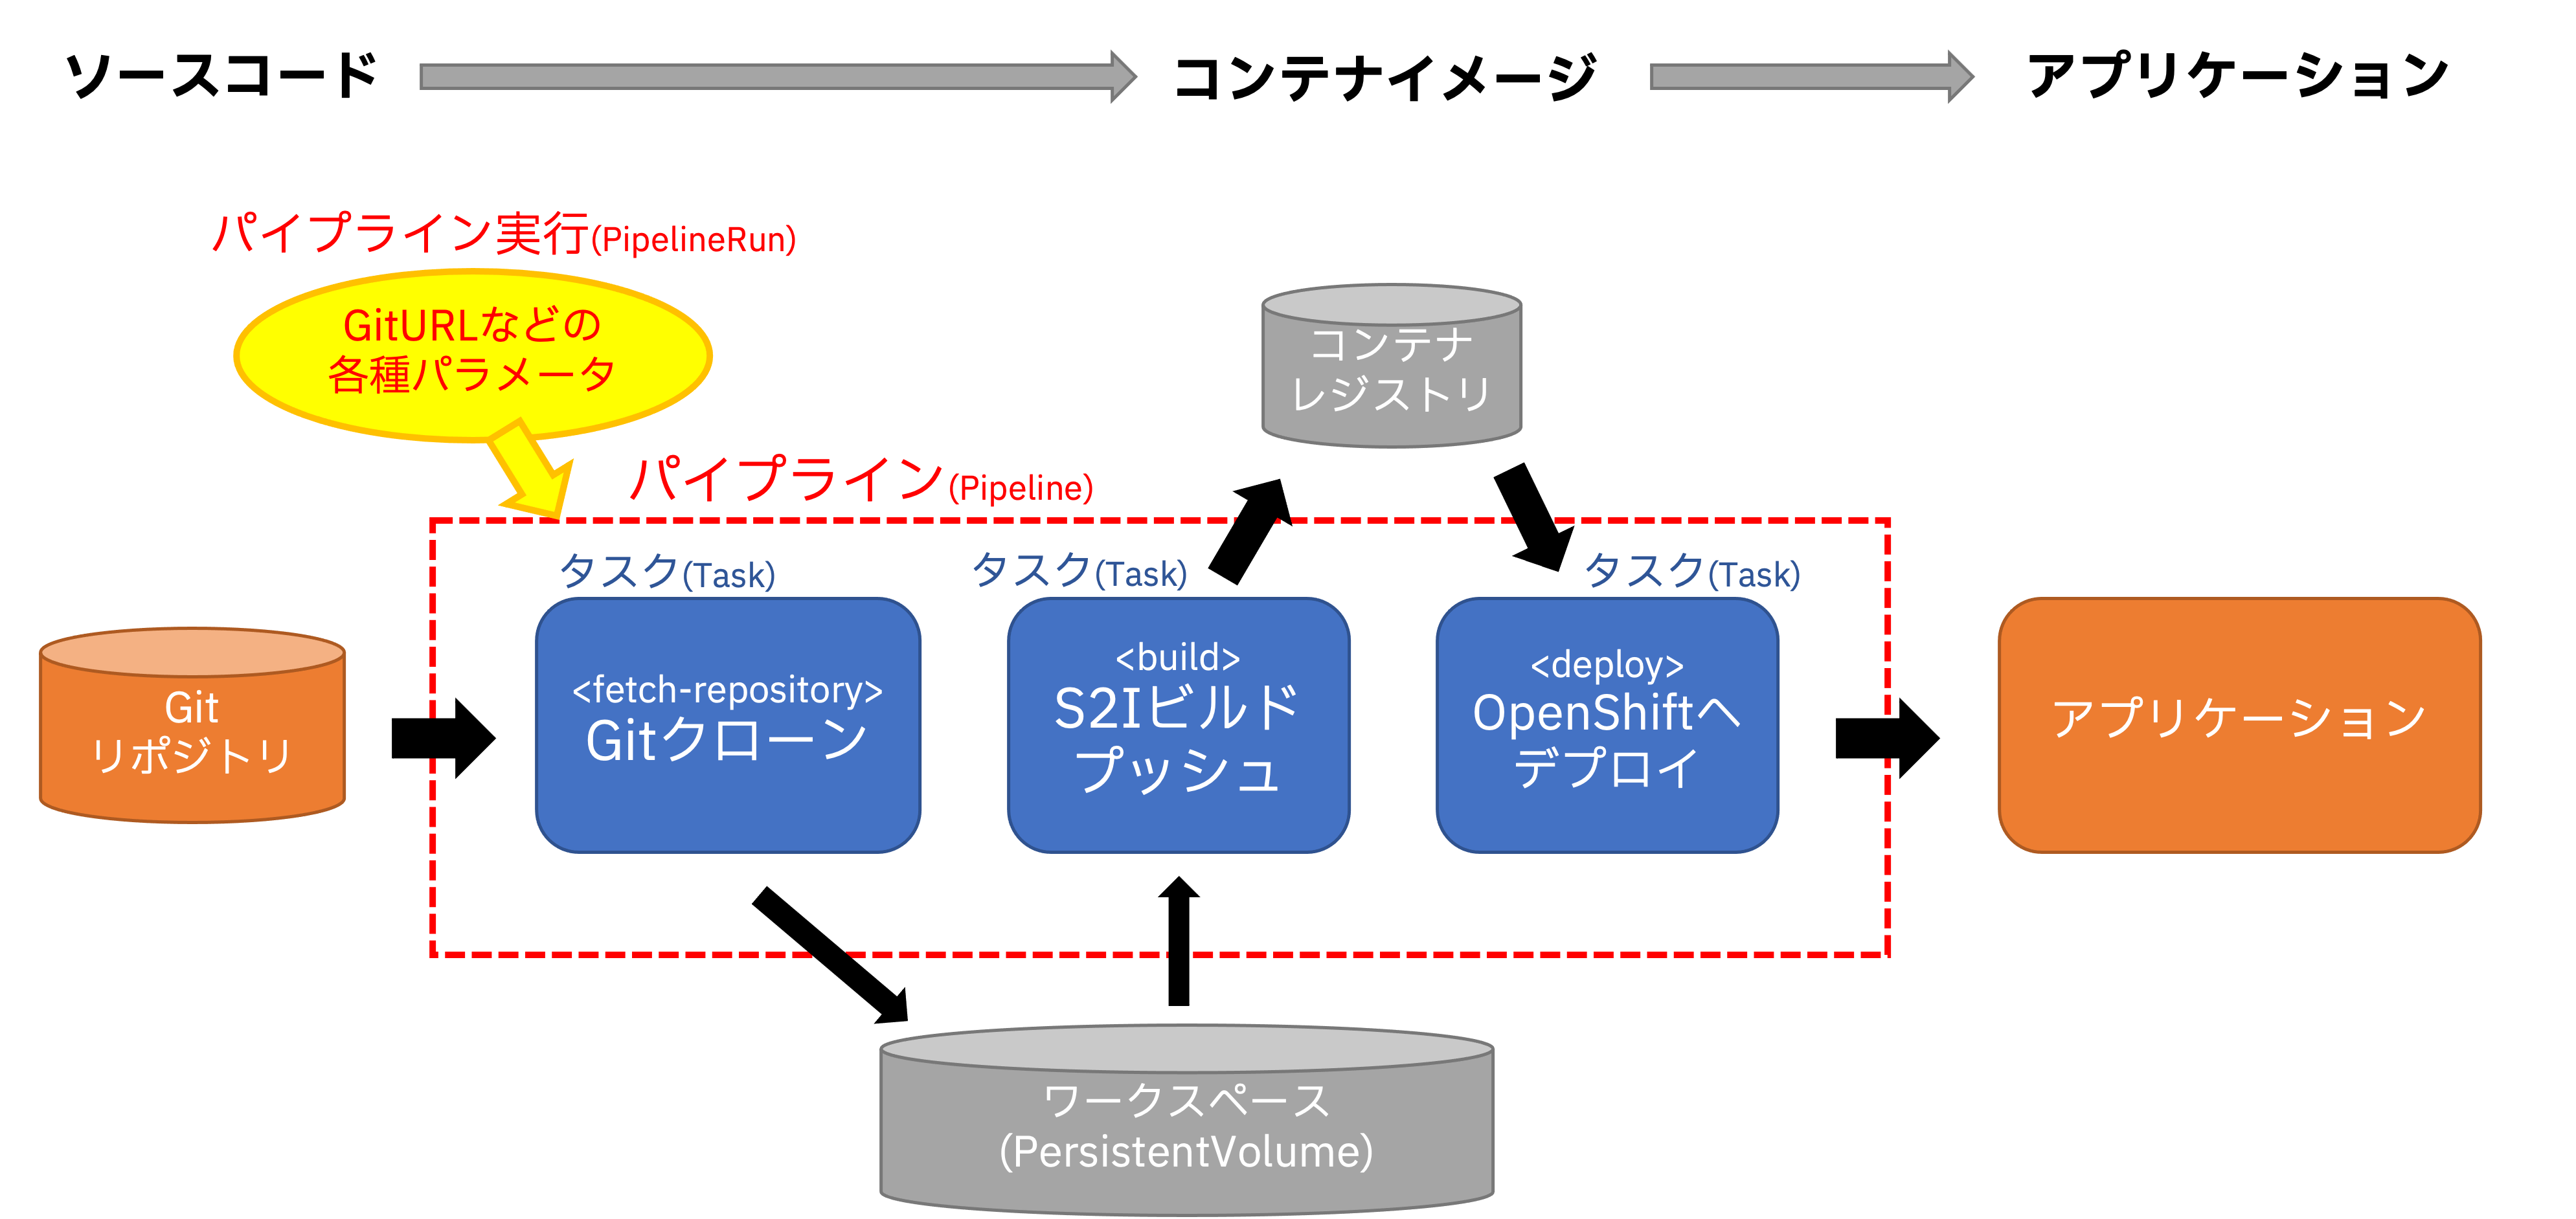 ソースコード
コンテナイメージ
アプリケーション
パイプライン実行(PipelineRun)
GitURLなどの
各種パラメータ
コンテナ
レジストリ
パイプライン(Pipeline)
タスク(Task)
タスク(Task)
タスク(Task)
Git
リポジトリ
<fetch-repository>
Gitクローン
<build>
S2Iビルド
プッシュ
<deploy>
OpenShiftへ
デプロイ
アプリケーション
ワークスペース
(PersistentVolume)